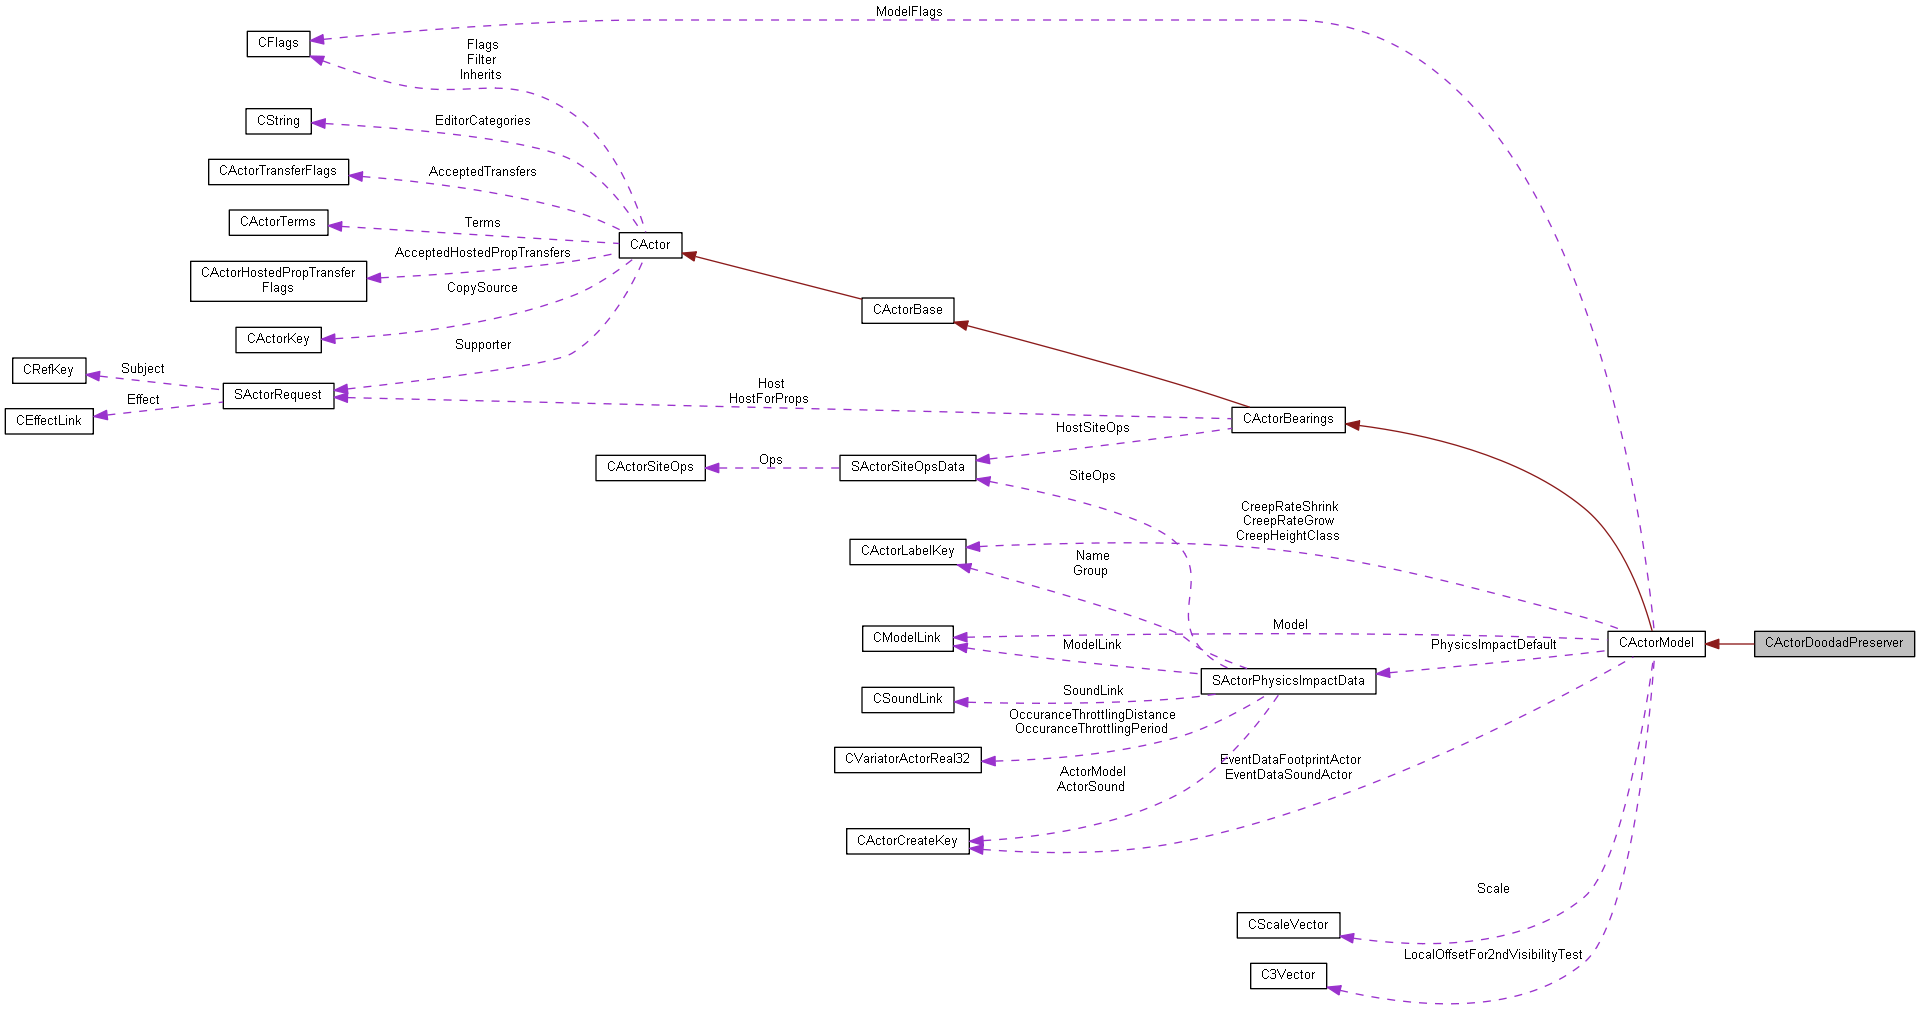 ModelFlags
CFlags
Flags
Filter
Inherits
CString
EditorCategories
CActorTransferFlags
AcceptedTransfers
CActorTerms
Terms
CActor
AcceptedHostedPropTransfers
CActorHostedPropTransfer
Flags
CopySource
CActorBase
CActorKey
Supporter
CRefKey
Subject
SActorRequest
Effect
CEffectLink
Host
HostForProps
CActorBearings
HostSiteOps
CActorSiteOps
Ops
SActorSiteOpsData
SiteOps
CreepRateShrink
CreepRateGrow
CreepHeightClass
CActorLabelKey
Name
Group
CModelLink
Model
ModelLink
PhysicsImpactDefault
CActorModel
CActorDoodadPreserver
SActorPhysicsImpactData
CSoundLink
SoundLink
OccuranceThrottlingDistance
OccuranceThrottlingPeriod
CVariatorActorReal32
ActorModel
ActorSound
EventDataFootprintActor
EventDataSoundActor
CActorCreateKey
Scale
CScaleVector
LocalOffsetFor2ndVisibilityTest
C3Vector